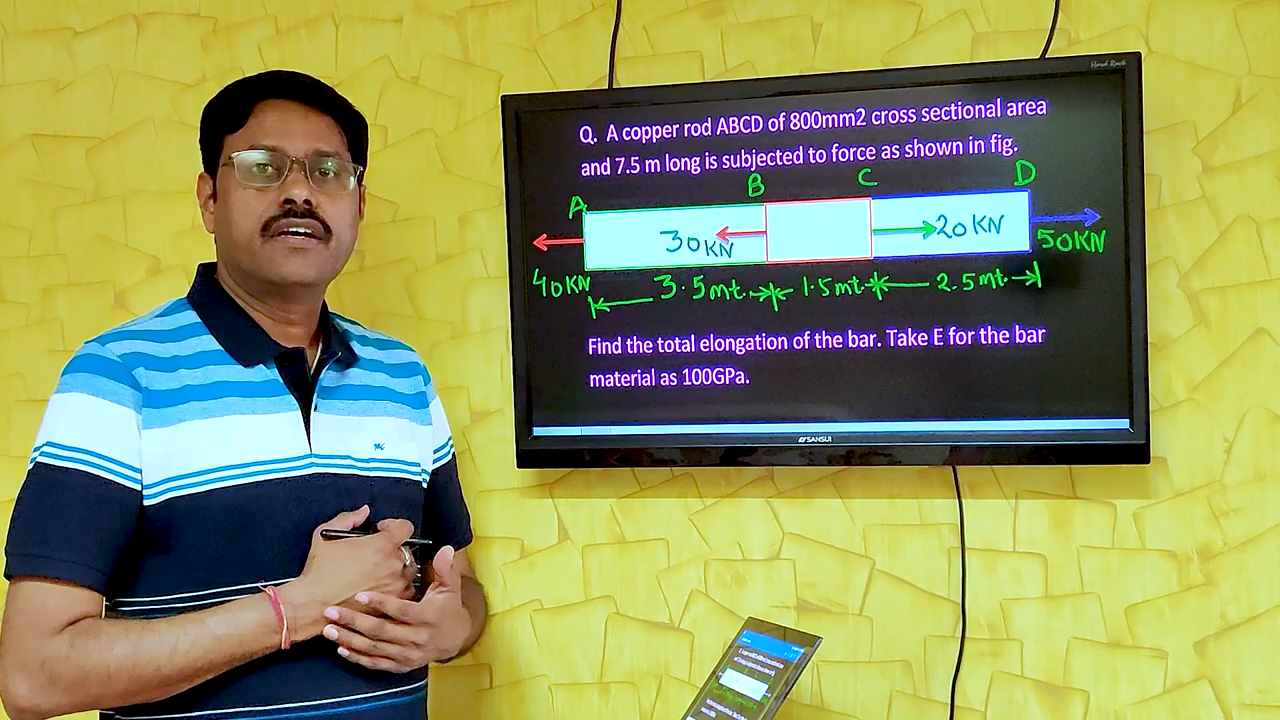 Hard Rock
Q. A copper rod ABCD of 800mm2 cross sectional area
and 7.5 m long is subjected to force as shown in fig.
A B C D
30KN 20KN
40KN 50KN
3.5mt. 1.5mt. 2.5mt.
Find the total elongation of the bar. Take E for the bar
material as 100GPa.
SANSUI